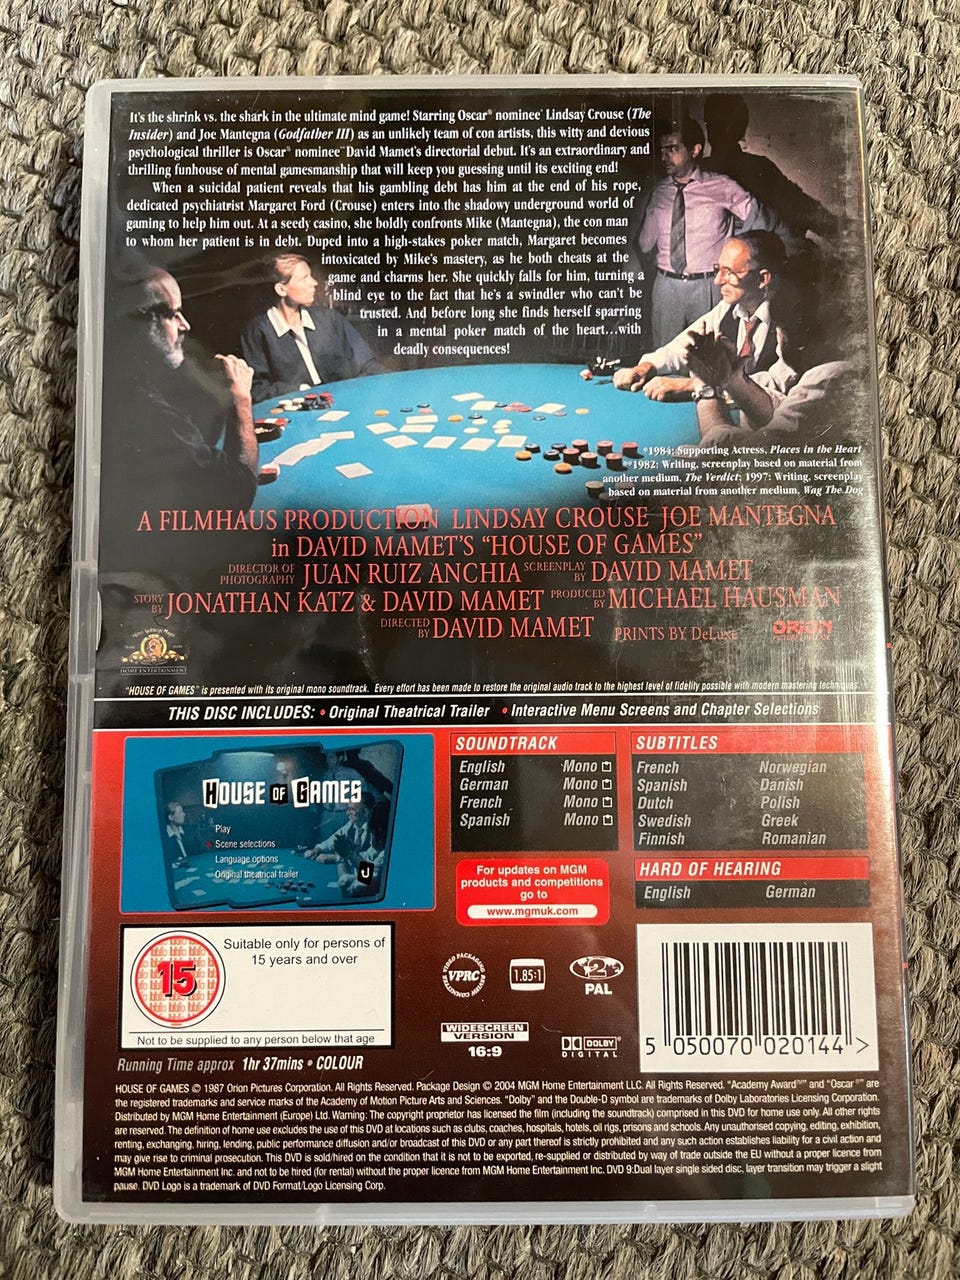 It's the shrink vs. the shark in the ultimate mind game! Starring Oscar® nominee* Lindsay Crouse (The
Insider) and Joe Mantegna (Godfather III) as an unlikely team of con artists, this witty and devious
psychological thriller is Oscar® nominee** David Mamet's directorial debut. It's an extraordinary and
thrilling funhouse of mental gamesmanship that will keep you guessing until its exciting end!
When a suicidal patient reveals that his gambling debt has him at the end of his rope,
dedicated psychiatrist Margaret Ford (Crouse) enters into the shadowy underground world of
gaming to help him out. At a seedy casino, she boldly confronts Mike (Mantegna), the con man
to whom her patient is in debt. Duped into a high-stakes poker match, Margaret becomes
intoxicated by Mike's mastery, as he both cheats at the
game and charms her. She quickly falls for him, turning a
blind eye to the fact that he's a swindler who can't be
trusted. And before long she finds herself sparring
in a mental poker match of the heart...with
deadly consequences!
*1984: Supporting Actress, Places in the Heart
**1982: Writing, screenplay based on material from
another medium, The Verdict; 1997: Writing, screenplay
based on material from another medium, Wag The Dog
A FILMHAUS PRODUCTION LINDSAY CROUSE JOE MANTEGNA
in DAVID MAMET'S "HOUSE OF GAMES"
DIRECTOR OF PHOTOGRAPHY JUAN RUIZ ANCHIA SCREENPLAY BY DAVID MAMET
STORY BY JONATHAN KATZ & DAVID MAMET PRODUCED BY MICHAEL HAUSMAN
DIRECTED BY DAVID MAMET PRINTS BY DeLuxe ORION
HOME ENTERTAINMENT
"HOUSE OF GAMES" is presented with its original mono soundtrack. Every effort has been made to restore the original audio track to the highest level of fidelity possible with modern mastering techniques.
THIS DISC INCLUDES: • Original Theatrical Trailer • Interactive Menu Screens and Chapter Selections
HOUSE OF GAMES
Play
Scene selections
Language options
Original theatrical trailer
SOUNDTRACK
English Mono
German Mono
French Mono
Spanish Mono
SUBTITLES
French Norwegian
Spanish Danish
Dutch Polish
Swedish Greek
Finnish Romanian
HARD OF HEARING
English German
For updates on MGM
products and competitions
go to
www.mgmuk.com
15
Suitable only for persons of
15 years and over
Not to be supplied to any person below that age
VIDEO PACKAGING REVIEW COMMITTEE
VPRC
1.85:1
2
PAL
WIDESCREEN
VERSION
16:9
DOLBY
DIGITAL
5 050070 020144 >
Running Time approx 1hr 37mins • COLOUR
HOUSE OF GAMES © 1987 Orion Pictures Corporation. All Rights Reserved. Package Design © 2004 MGM Home Entertainment LLC. All Rights Reserved. "Academy Award®" and "Oscar®" are
the registered trademarks and service marks of the Academy of Motion Picture Arts and Sciences. "Dolby" and the Double-D symbol are trademarks of Dolby Laboratories Licensing Corporation.
Distributed by MGM Home Entertainment (Europe) Ltd. Warning: The copyright proprietor has licensed the film (including the soundtrack) comprised in this DVD for home use only. All other rights
are reserved. The definition of home use excludes the use of this DVD at locations such as clubs, coaches, hospitals, hotels, oil rigs, prisons and schools. Any unauthorised copying, editing, exhibition,
renting, exchanging, hiring, lending, public performance diffusion and/or broadcast of this DVD or any part thereof is strictly prohibited and any such action establishes liability for a civil action and
may give rise to criminal prosecution. This DVD is sold/hired on the condition that it is not to be exported, re-supplied or distributed by way of trade outside the EU without a proper licence from
MGM Home Entertainment Inc. and not to be hired (for rental) without the proper licence from MGM Home Entertainment Inc. DVD 9:Dual layer single sided disc, layer transition may trigger a slight
pause. DVD Logo is a trademark of DVD Format/Logo Licensing Corp.